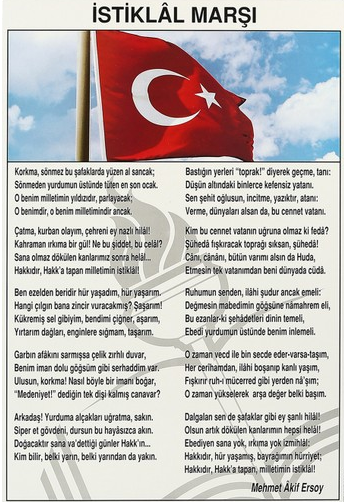 İSTİKLÂL MARŞI
Korkma, sönmez bu şafaklarda yüzen al sancak;
Sönmeden yurdumun üstünde tüten en son ocak.
O benim milletimin yıldızıdır, parlayacak;
O benimdir, o benim milletimindir ancak.
Çatma, kurban olayım, çehreni ey nazlı hilâl!
Kahraman ırkıma bir gül! Ne bu şiddet, bu celâl?
Sana olmaz dökülen kanlarımız sonra helâl...
Hakkıdır, Hakk'a tapan milletimin istiklâl!
Ben ezelden beridir hür yaşadım, hür yaşarım.
Hangi çılgın bana zincir vuracakmış? Şaşarım!
Kükremiş sel gibiyim, bendimi çiğner, aşarım,
Yırtarım dağları, enginlere sığmam, taşarım.
Garbın afâkını sarmışsa çelik zırhlı duvar,
Benim iman dolu göğsüm gibi serhaddim var.
Ulusun, korkma! Nasıl böyle bir imanı boğar,
“Medeniyet!” dediğin tek dişi kalmış canavar?
Arkadaş! Yurduma alçakları uğratma, sakın.
Siper et gövdeni, dursun bu hayâsızca akın.
Doğacaktır sana va'dettiği günler Hakk'ın...
Kim bilir, belki yarın, belki yarından da yakın.
Bastığın yerleri “toprak!” diyerek geçme, tanı:
Düşün altındaki binlerce kefensiz yatanı.
Sen şehit oğlusun, incitme, yazıktır, atanı:
Verme, dünyaları alsan da, bu cennet vatanı.
Kim bu cennet vatanın uğruna olmaz ki fedâ?
Şühedâ fışkıracak toprağı sıksan, şühedâ!
Cânı, cânânı, bütün varımı alsın da Huda,
Etmesin tek vatanımdan beni dünyada cüdâ.
Ruhumun senden, ilâhi şudur ancak emeli:
Değmesin mabedimin göğsüne nâmahrem eli,
Bu ezanlar-ki şehâdetleri dinin temeli,
Ebedi yurdumun üstünde benim inlemeli.
O zaman vecd ile bin secde eder-varsa-taşım,
Her cerihamdan, ilâhi boşanıp kanlı yaşım,
Fışkırır ruh-i mücerred gibi yerden nâ'şım;
O zaman yükselerek arşa değer belki başım.
Dalgalan sen de şafaklar gibi ey şanlı hilâl!
Olsun artık dökülen kanlarımın hepsi helâl!
Ebediyen sana yok, ırkıma yok izmihlâl:
Hakkıdır, hür yaşamış, bayrağımın hürriyet;
Hakkıdır, Hakk'a tapan, milletimin istiklâl!
Mehmet Âkif Ersoy